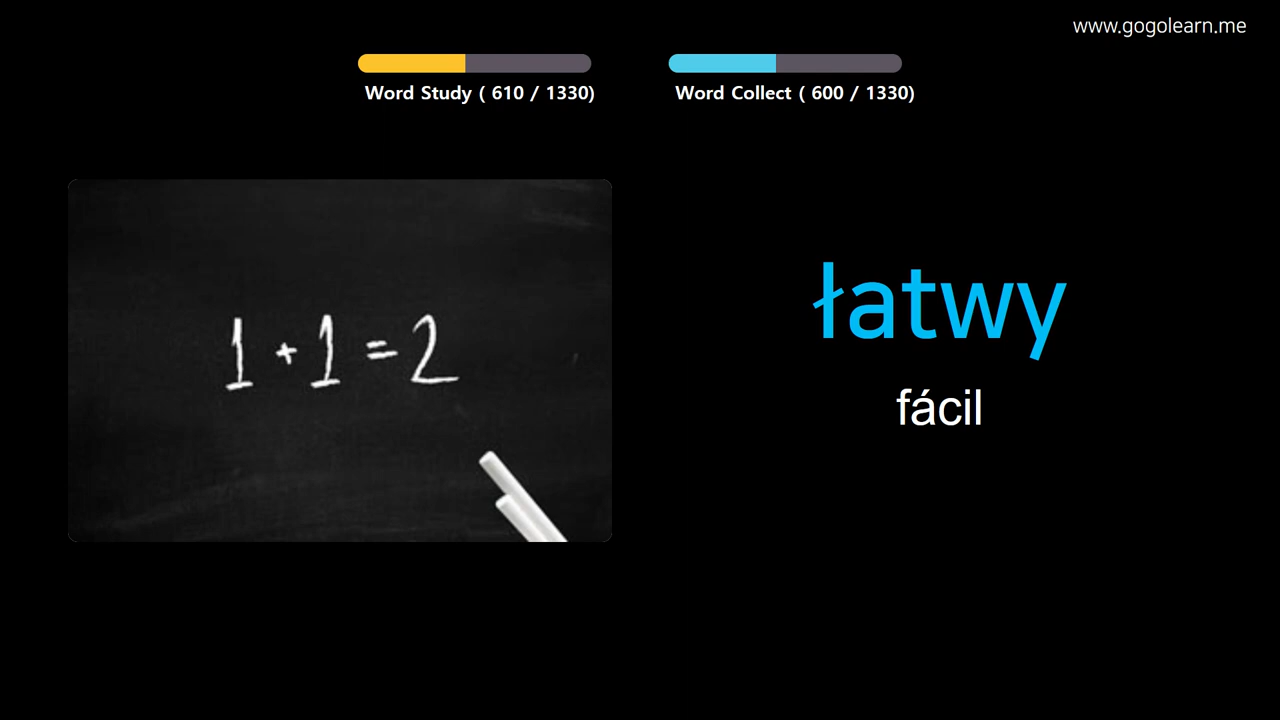 www.gogolearn.me
Word Study ( 610 / 1330)
Word Collect ( 600 / 1330)
1 + 1 = 2
łatwy
fácil